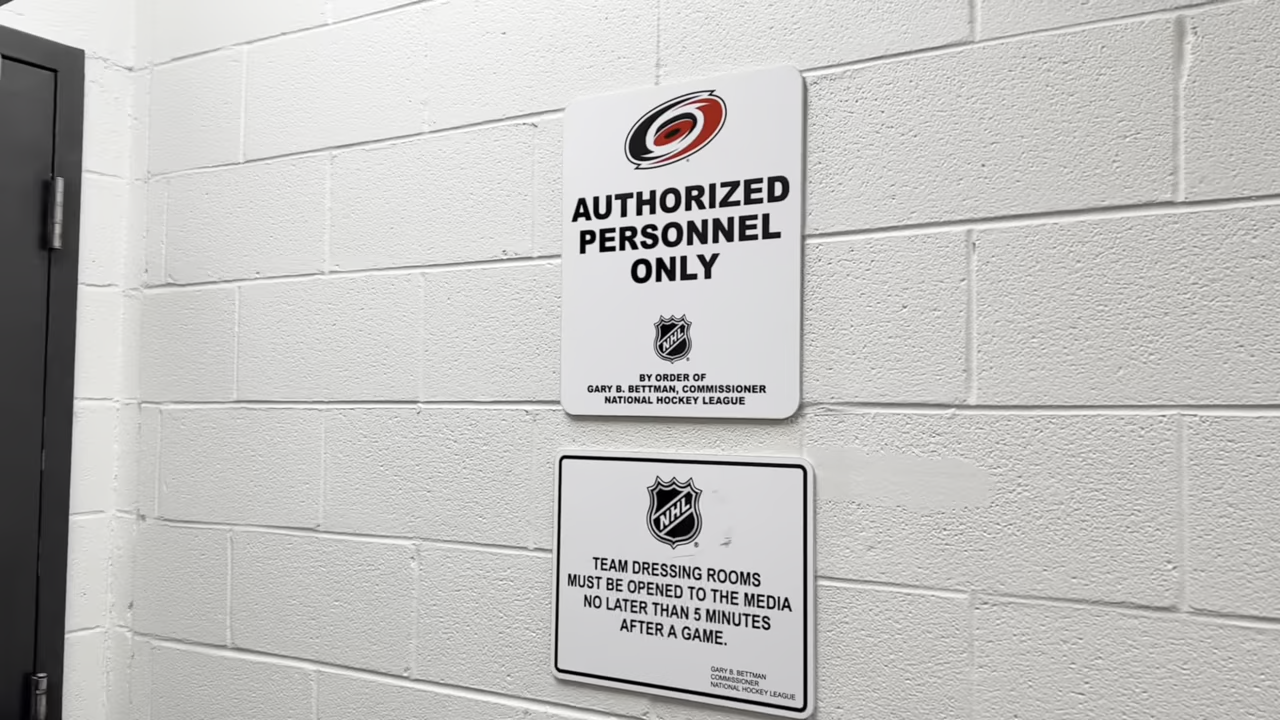 AUTHORIZED
PERSONNEL
ONLY
NHL
BY ORDER OF
GARY B. BETTMAN, COMMISSIONER
NATIONAL HOCKEY LEAGUE
NHL
TEAM DRESSING ROOMS
MUST BE OPENED TO THE MEDIA
NO LATER THAN 5 MINUTES
AFTER A GAME.
GARY B. BETTMAN
COMMISSIONER
NATIONAL HOCKEY LEAGUE